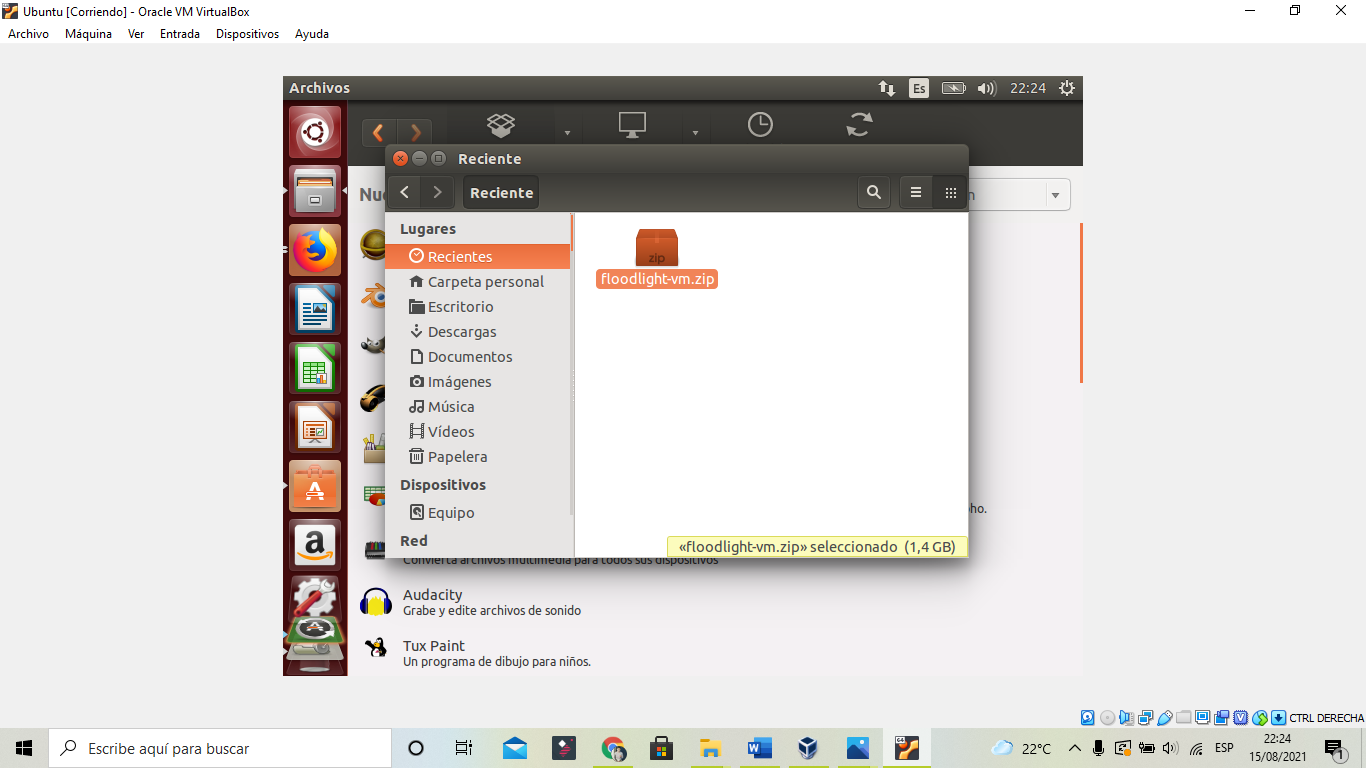 Ubuntu [Corriendo] - Oracle VM VirtualBox
Archivo Máquina Ver Entrada Dispositivos Ayuda
Archivos Es 22:24
Reciente
Reciente
Lugares
Recientes
Carpeta personal
Escritorio
Descargas
Documentos
Imágenes
Música
Vídeos
Papelera
Dispositivos
Equipo
Red
zip
floodlight-vm.zip
«floodlight-vm.zip» seleccionado (1,4 GB)
Convierta archivos multimedia para todos sus dispositivos
Audacity
Grabe y edite archivos de sonido
Tux Paint
Un programa de dibujo para niños.
CTRL DERECHA
Escribe aquí para buscar
22°C
ESP
22:24
15/08/2021
1